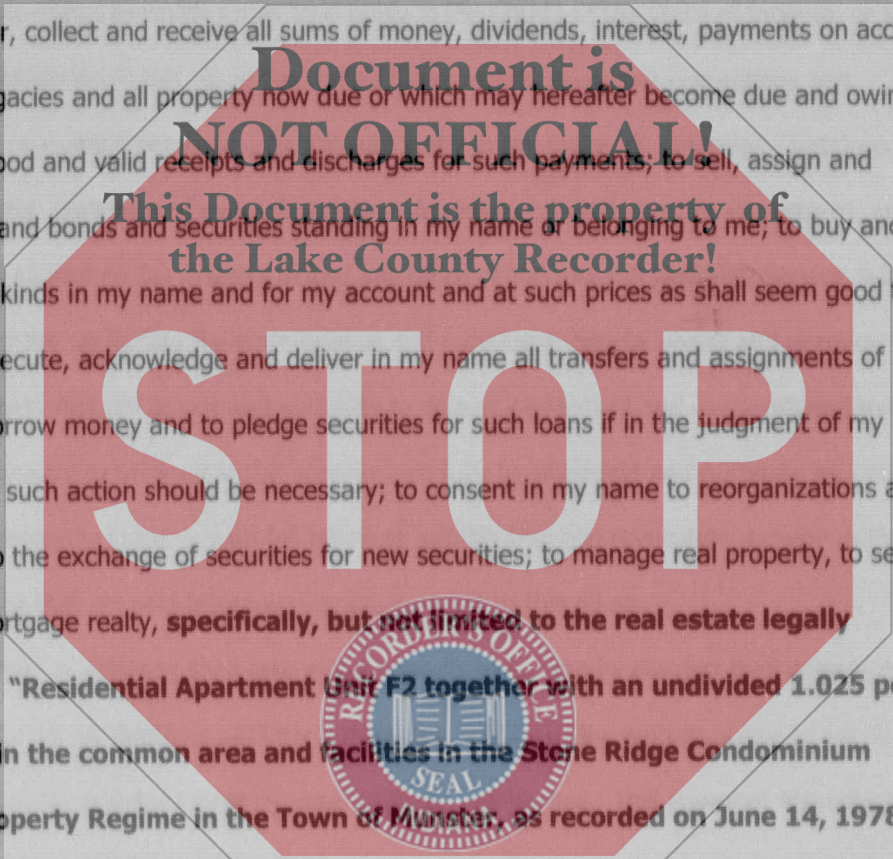 r, collect and receive all sums of money, dividends, interest, payments on acc
Document is
gacies and all property now due or which may hereafter become due and owin
NOT OFFICIAL!
ood and valid receipts and discharges for such payments; to sell, assign and
This Document is the property of
and bonds and securities standing in my name or belonging to me; to buy and
the Lake County Recorder!
kinds in my name and for my account and at such prices as shall seem good
ecute, acknowledge and deliver in my name all transfers and assignments of
STOP
rrow money and to pledge securities for such loans if in the judgment of my
such action should be necessary; to consent in my name to reorganizations a
o the exchange of securities for new securities; to manage real property, to se
rtgage realty, specifically, but not limited to the real estate legally
RECORDER'S OFFICE
"Residential Apartment Unit F2 together with an undivided 1.025 pe
in the common area and facilities in the Stone Ridge Condominium
SEAL
INDIANA
operty Regime in the Town of Munster, as recorded on June 14, 1978